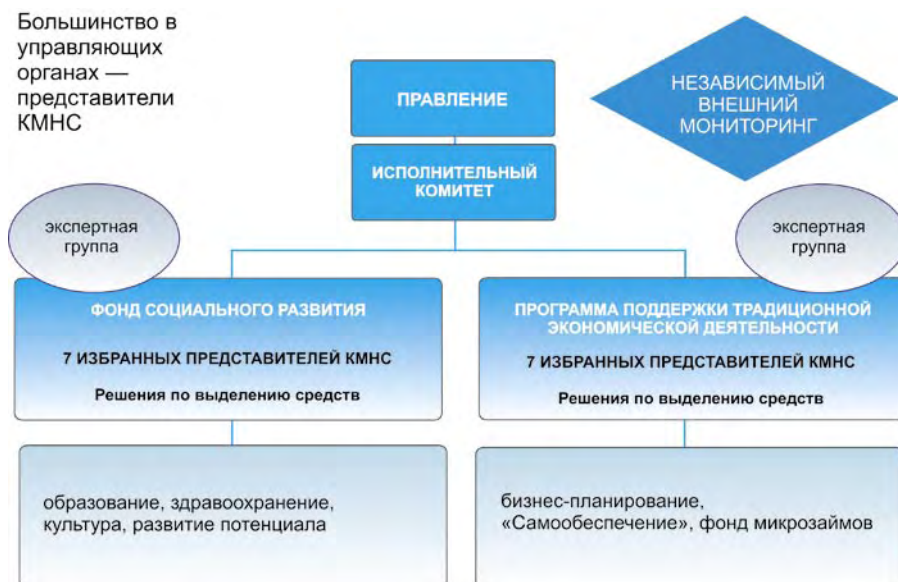 Большинство в
управляющих
органах —
представители
КМНС
ПРАВЛЕНИЕ
НЕЗАВИСИМЫЙ
ВНЕШНИЙ
МОНИТОРИНГ
ИСПОЛНИТЕЛЬНЫЙ
КОМИТЕТ
экспертная
группа
экспертная
группа
ФОНД СОЦИАЛЬНОГО РАЗВИТИЯ
7 ИЗБРАННЫХ ПРЕДСТАВИТЕЛЕЙ КМНС
Решения по выделению средств
ПРОГРАММА ПОДДЕРЖКИ ТРАДИЦИОННОЙ
ЭКОНОМИЧЕСКОЙ ДЕЯТЕЛЬНОСТИ
7 ИЗБРАННЫХ ПРЕДСТАВИТЕЛЕЙ КМНС
Решения по выделению средств
образование, здравоохранение,
культура, развитие потенциала
бизнес-планирование,
«Самообеспечение», фонд микрозаймов